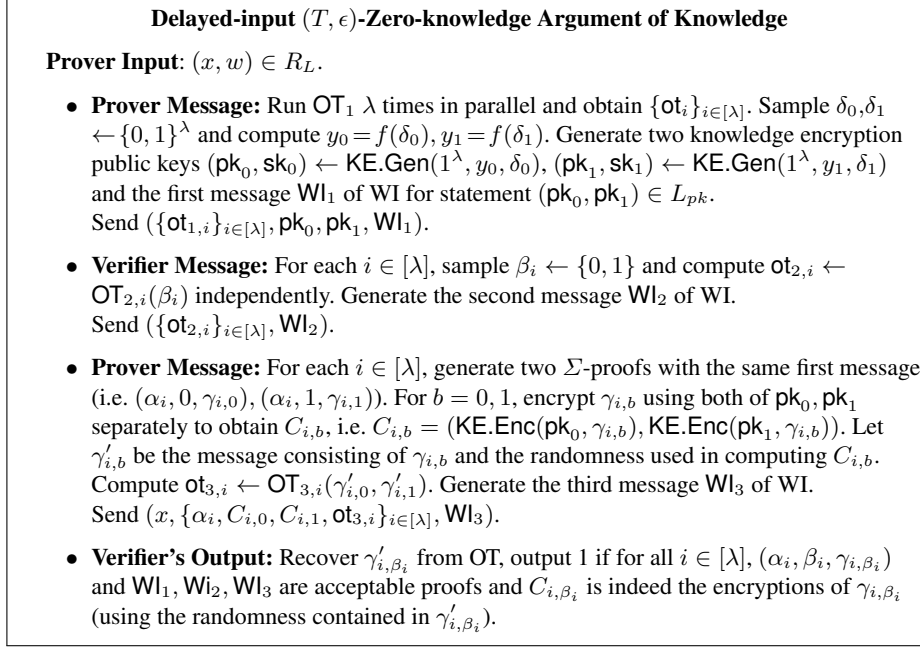 Delayed-input (T, ϵ)-Zero-knowledge Argument of Knowledge
Prover Input: (x, w) ∈ R_L.
• Prover Message: Run OT_1 λ times in parallel and obtain {ot_i}_{i∈[λ]}. Sample δ_0,δ_1
←{0, 1}^λ and compute y_0 = f(δ_0), y_1 = f(δ_1). Generate two knowledge encryption
public keys (pk_0, sk_0) ← KE.Gen(1^λ, y_0, δ_0), (pk_1, sk_1) ← KE.Gen(1^λ, y_1, δ_1)
and the first message WI_1 of WI for statement (pk_0, pk_1) ∈ L_{pk}.
Send ({ot_{1,i}}_{i∈[λ]}, pk_0, pk_1, WI_1).
• Verifier Message: For each i ∈ [λ], sample β_i ← {0, 1} and compute ot_{2,i} ←
OT_{2,i}(β_i) independently. Generate the second message WI_2 of WI.
Send ({ot_{2,i}}_{i∈[λ]}, WI_2).
• Prover Message: For each i ∈ [λ], generate two Σ-proofs with the same first message
(i.e. (α_i, 0, γ_{i,0}), (α_i, 1, γ_{i,1})). For b = 0, 1, encrypt γ_{i,b} using both of pk_0, pk_1
separately to obtain C_{i,b}, i.e. C_{i,b} = (KE.Enc(pk_0, γ_{i,b}), KE.Enc(pk_1, γ_{i,b})). Let
γ′_{i,b} be the message consisting of γ_{i,b} and the randomness used in computing C_{i,b}.
Compute ot_{3,i} ← OT_{3,i}(γ′_{i,0}, γ′_{i,1}). Generate the third message WI_3 of WI.
Send (x, {α_i, C_{i,0}, C_{i,1}, ot_{3,i}}_{i∈[λ]}, WI_3).
• Verifier's Output: Recover γ′_{i,β_i} from OT, output 1 if for all i ∈ [λ], (α_i, β_i, γ_{i,β_i})
and WI_1, Wi_2, WI_3 are acceptable proofs and C_{i,β_i} is indeed the encryptions of γ_{i,β_i}
(using the randomness contained in γ′_{i,β_i}).